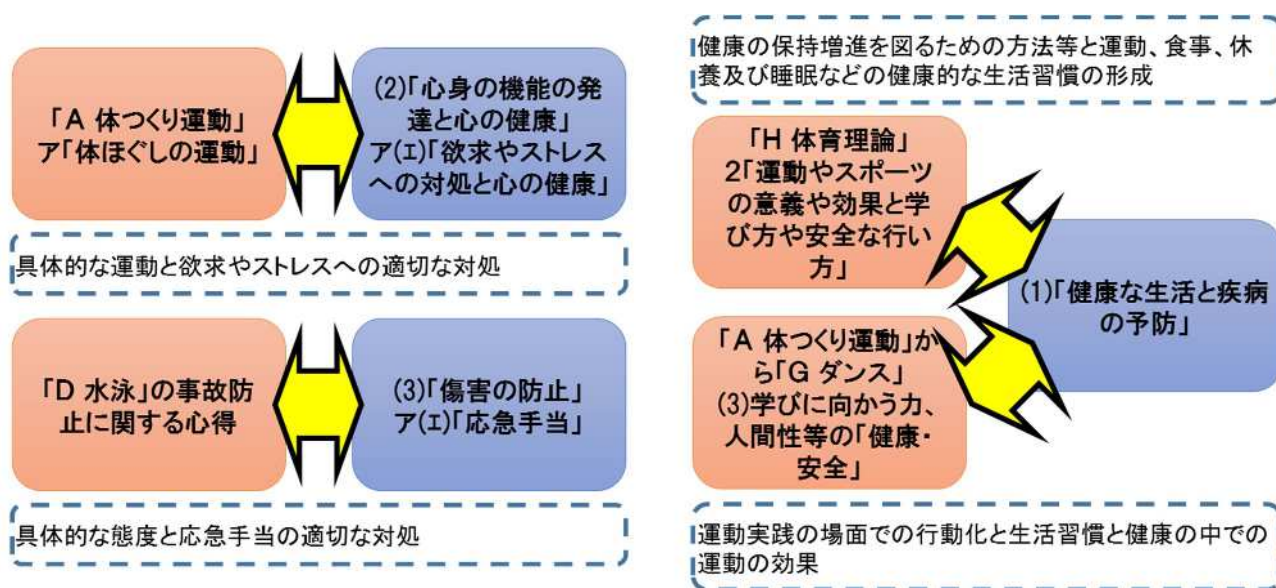 「A 体つくり運動」
ア「体ほぐしの運動」
(2)「心身の機能の発
達と心の健康」
ア(エ)「欲求やストレス
への対処と心の健康」
具体的な運動と欲求やストレスへの適切な対処
「D 水泳」の事故防
止に関する心得
(3)「傷害の防止」
ア(エ)「応急手当」
具体的な態度と応急手当の適切な対処
健康の保持増進を図るための方法等と運動、食事、休
養及び睡眠などの健康的な生活習慣の形成
「H 体育理論」
2「運動やスポーツ
の意義や効果と学
び方や安全な行い
方」
(1)「健康な生活と疾病
の予防」
「A 体つくり運動」か
ら「G ダンス」
(3)学びに向かう力、
人間性等の「健康・
安全」
運動実践の場面での行動化と生活習慣と健康の中での
運動の効果